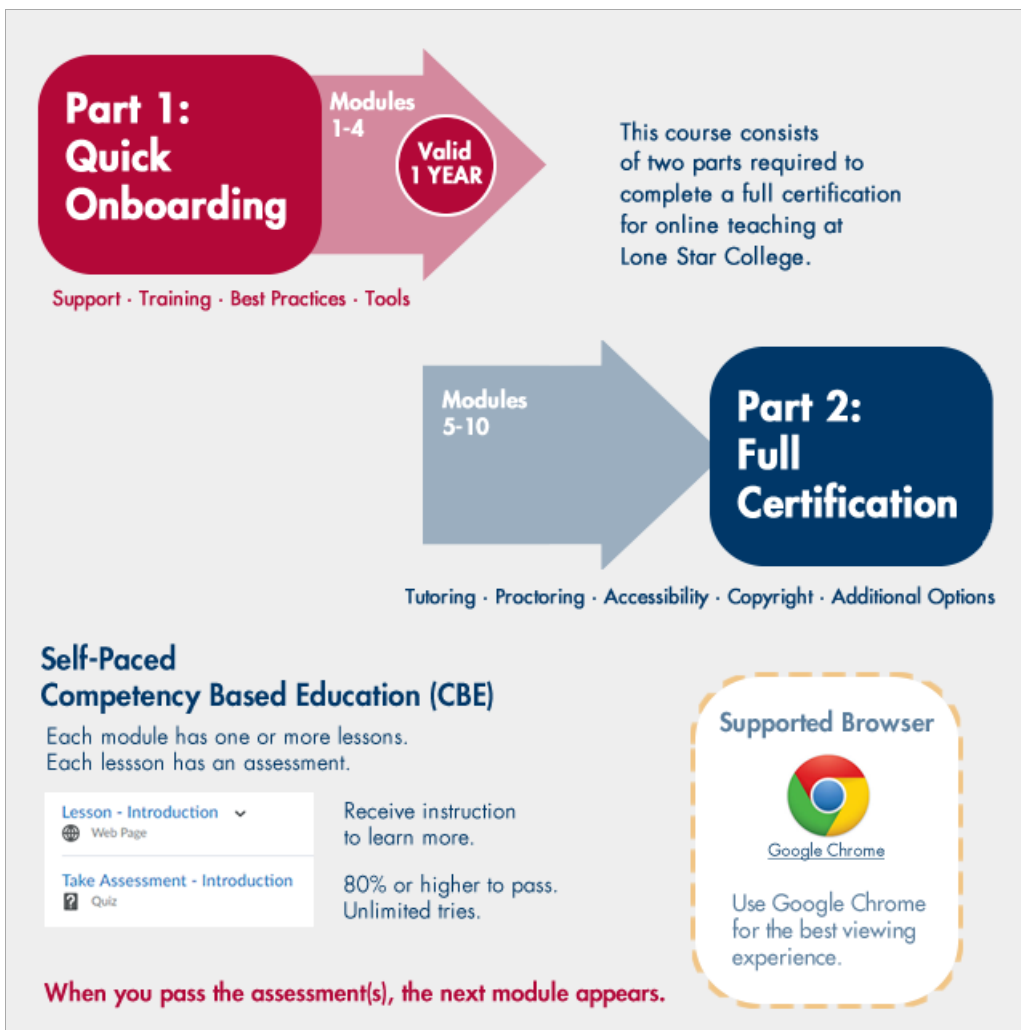 Part 1:
Quick
Onboarding
Modules
1-4
Valid
1 YEAR
Support · Training · Best Practices · Tools
This course consists
of two parts required to
complete a full certification
for online teaching at
Lone Star College.
Modules
5-10
Part 2:
Full
Certification
Tutoring · Proctoring · Accessibility · Copyright · Additional Options
Self-Paced
Competency Based Education (CBE)
Each module has one or more lessons.
Each lessson has an assessment.
Lesson - Introduction
Web Page
Take Assessment - Introduction
Quiz
Receive instruction
to learn more.
80% or higher to pass.
Unlimited tries.
When you pass the assessment(s), the next module appears.
Supported Browser
Google Chrome
Use Google Chrome
for the best viewing
experience.